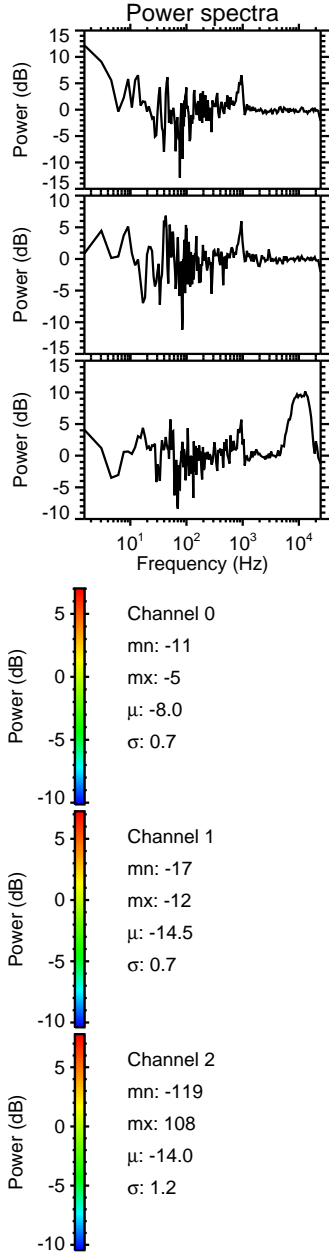 Power spectra
Power (dB)
15
10
5
0
-5
-10
15
-15
10
5
0
-5
-10
-15
Power (dB)
15
10
5
0
-5
-10
Power (dB)
10¹ 10² 10³ 10⁴
Frequency (Hz)
Power (dB)
5
0
-5
-10
Channel 0
mn: -11
mx: -5
μ: -8.0
σ: 0.7
Power (dB)
5
0
-5
-10
Channel 1
mn: -17
mx: -12
μ: -14.5
σ: 0.7
Power (dB)
5
0
-5
-10
Channel 2
mn: -119
mx: 108
μ: -14.0
σ: 1.2